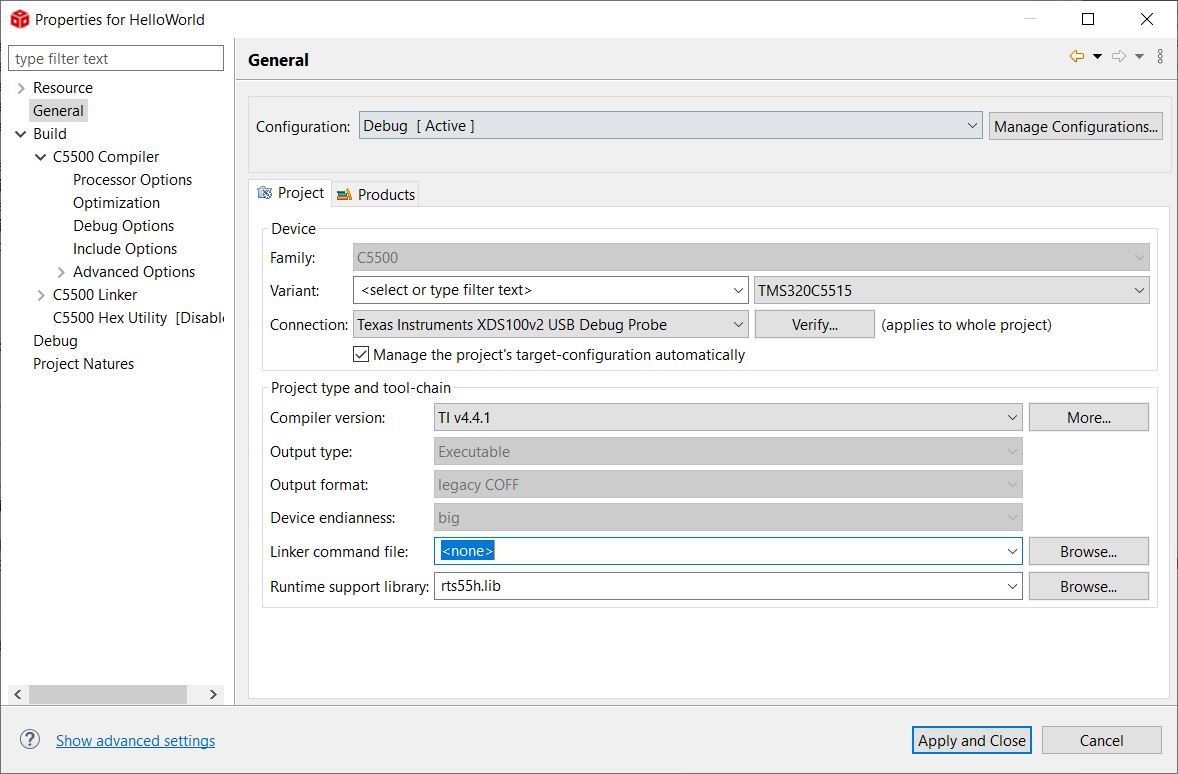 Properties for HelloWorld
type filter text
Resource
General
Build
C5500 Compiler
Processor Options
Optimization
Debug Options
Include Options
Advanced Options
C5500 Linker
C5500 Hex Utility [Disabl
Debug
Project Natures
General
Configuration: Debug [ Active ] Manage Configurations...
Project Products
Device
Family: C5500
Variant: <select or type filter text> TMS320C5515
Connection: Texas Instruments XDS100v2 USB Debug Probe Verify... (applies to whole project)
Manage the project's target-configuration automatically
Project type and tool-chain
Compiler version: TI v4.4.1 More...
Output type: Executable
Output format: legacy COFF
Device endianness: big
Linker command file: <none> Browse...
Runtime support library: rts55h.lib Browse...
? Show advanced settings Apply and Close Cancel